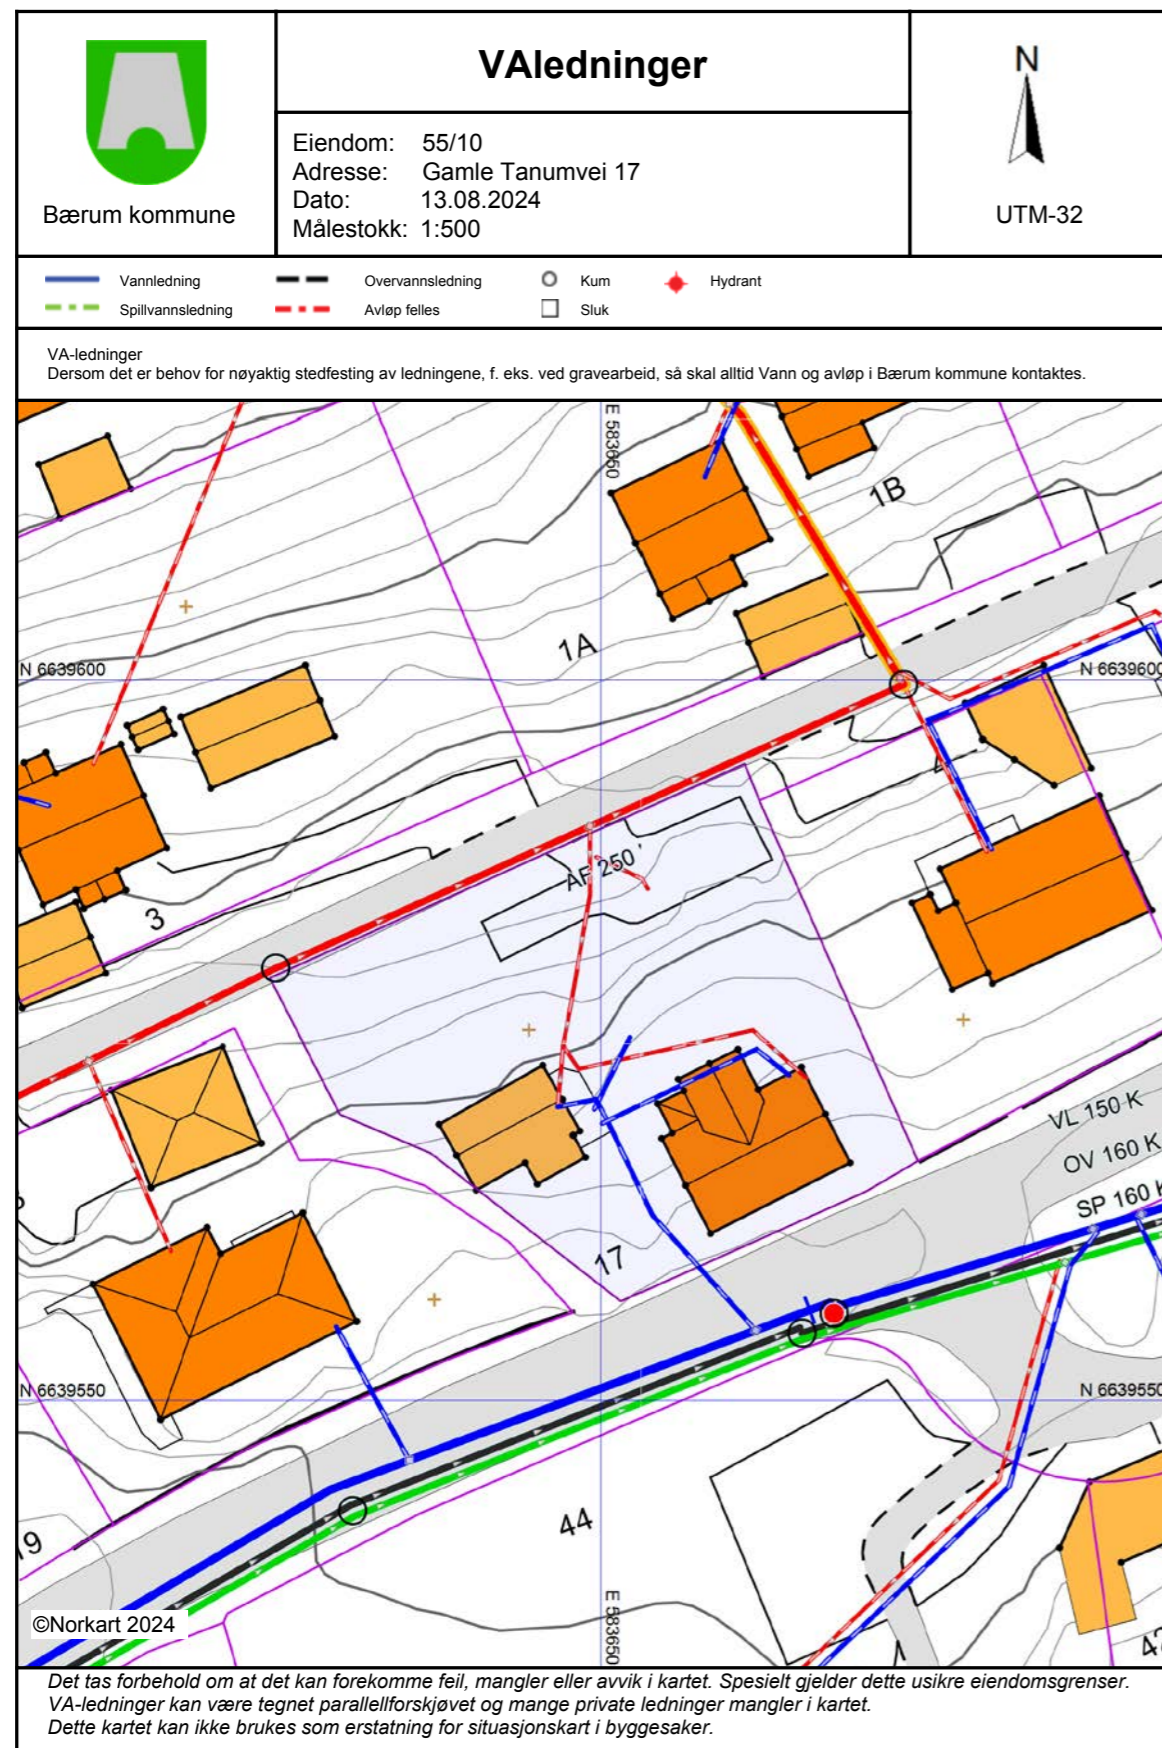 VAledninger
N
Bærum kommune
Eiendom: 55/10
Adresse: Gamle Tanumvei 17
Dato: 13.08.2024
Målestokk: 1:500
UTM-32
Vannledning
Overvannsledning
Kum
Hydrant
Spillvannsledning
Avløp felles
Sluk
VA-ledninger
Dersom det er behov for nøyaktig stedfesting av ledningene, f. eks. ved gravearbeid, så skal alltid Vann og avløp i Bærum kommune kontaktes.
E 583650
1B
1A
N 6639600
N 6639600
AF 250
3
VL 150 K
OV 160 K
SP 160 K
17
N 6639550
N 6639550
44
19
E 583650
©Norkart 2024
Det tas forbehold om at det kan forekomme feil, mangler eller avvik i kartet. Spesielt gjelder dette usikre eiendomsgrenser.
VA-ledninger kan være tegnet parallellforskjøvet og mange private ledninger mangler i kartet.
Dette kartet kan ikke brukes som erstatning for situasjonskart i byggesaker.